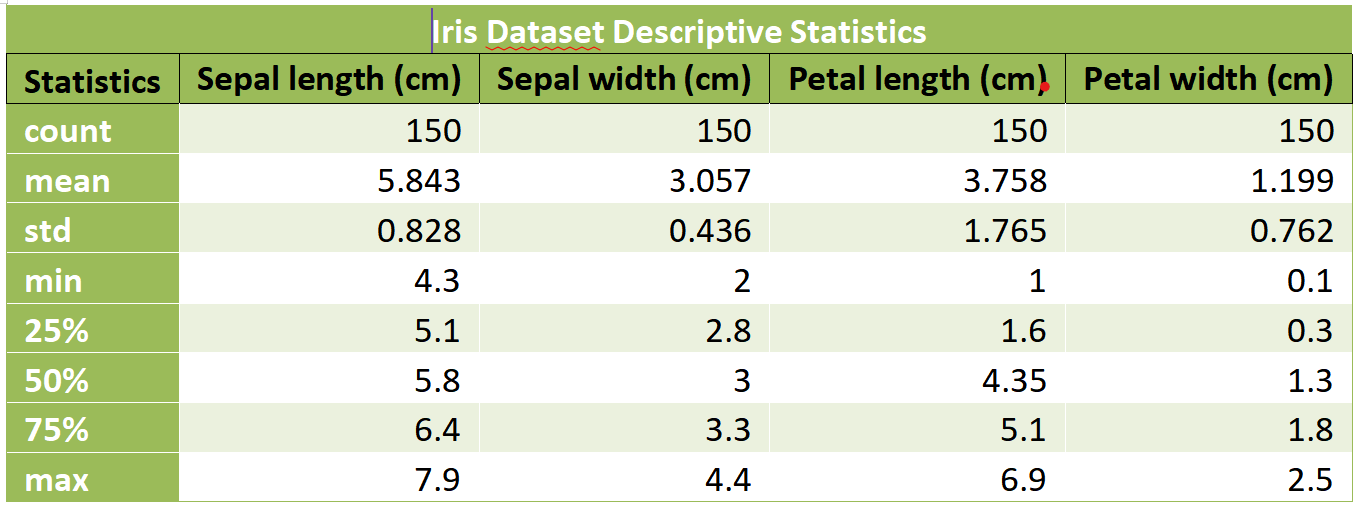 Iris Dataset Descriptive Statistics
Statistics Sepal length (cm) Sepal width (cm) Petal length (cm) Petal width (cm)
count 150 150 150 150
mean 5.843 3.057 3.758 1.199
std 0.828 0.436 1.765 0.762
min 4.3 2 1 0.1
25% 5.1 2.8 1.6 0.3
50% 5.8 3 4.35 1.3
75% 6.4 3.3 5.1 1.8
max 7.9 4.4 6.9 2.5